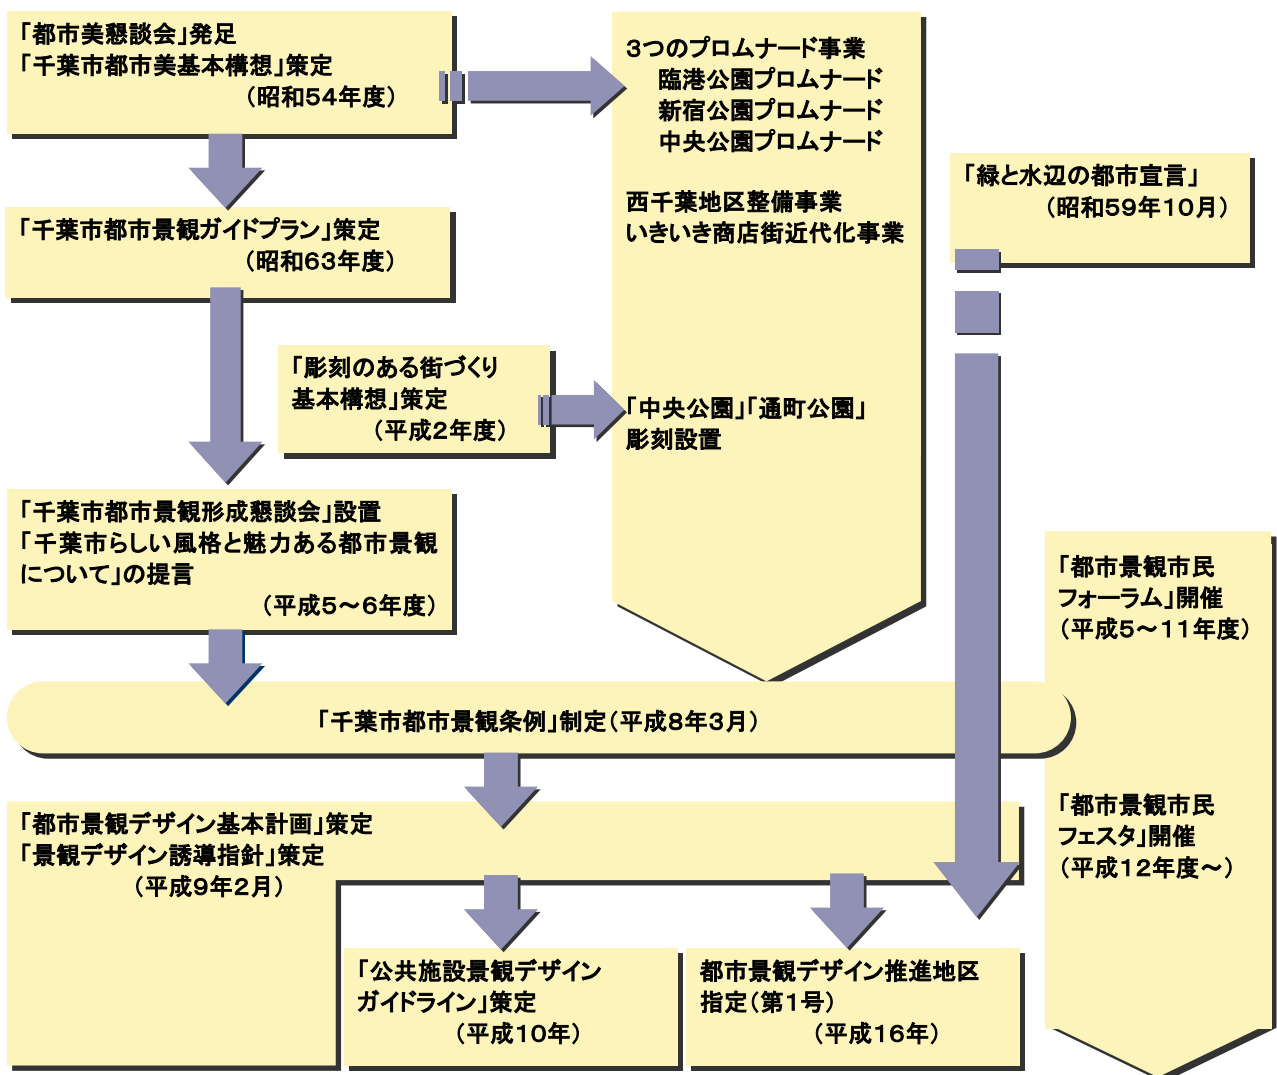 「都市美懇談会」発足
「千葉市都市美基本構想」策定
（昭和５４年度）
３つのプロムナード事業
臨港公園プロムナード
新宿公園プロムナード
中央公園プロムナード
西千葉地区整備事業
いきいき商店街近代化事業
「緑と水辺の都市宣言」
（昭和５９年１０月）
「千葉市都市景観ガイドプラン」策定
（昭和６３年度）
「彫刻のある街づくり
基本構想」策定
（平成２年度）
「中央公園」「通町公園」
彫刻設置
「千葉市都市景観形成懇談会」設置
「千葉市らしい風格と魅力ある都市景観
について」の提言
（平成５～６年度）
「都市景観市民
フォーラム」開催
（平成５～１１年度）
「千葉市都市景観条例」制定（平成８年３月）
「都市景観デザイン基本計画」策定
「景観デザイン誘導指針」策定
（平成９年２月）
「都市景観市民
フェスタ」開催
（平成１２年度～）
「公共施設景観デザイン
ガイドライン」策定
（平成１０年）
都市景観デザイン推進地区
指定（第１号）
（平成１６年）